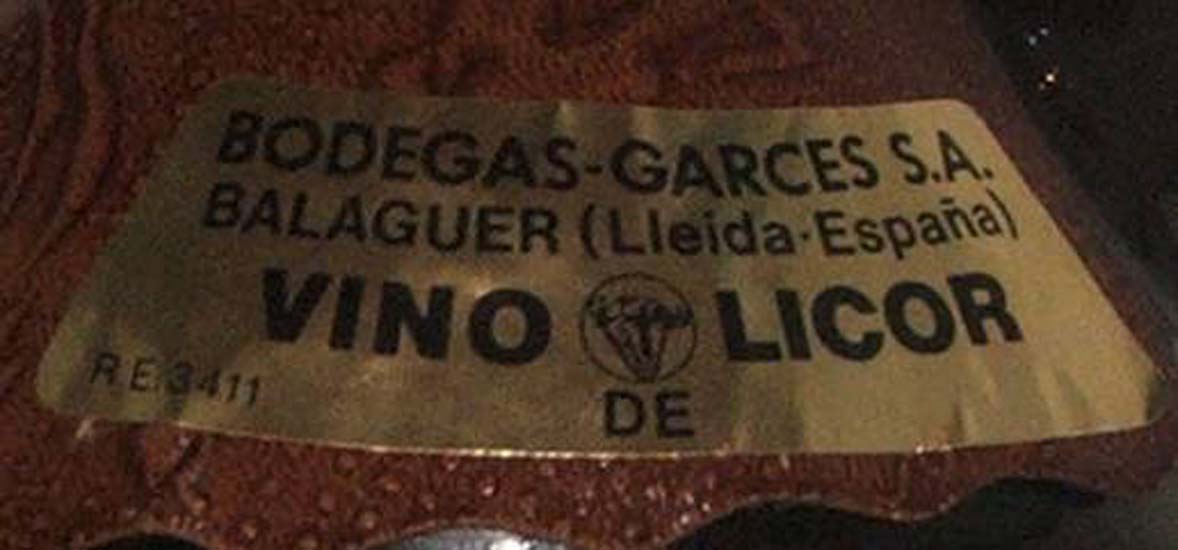 BODEGAS-GARCES S.A.
BALAGUER (Lleida·España)
VINO LICOR
DE
R.E. 3411